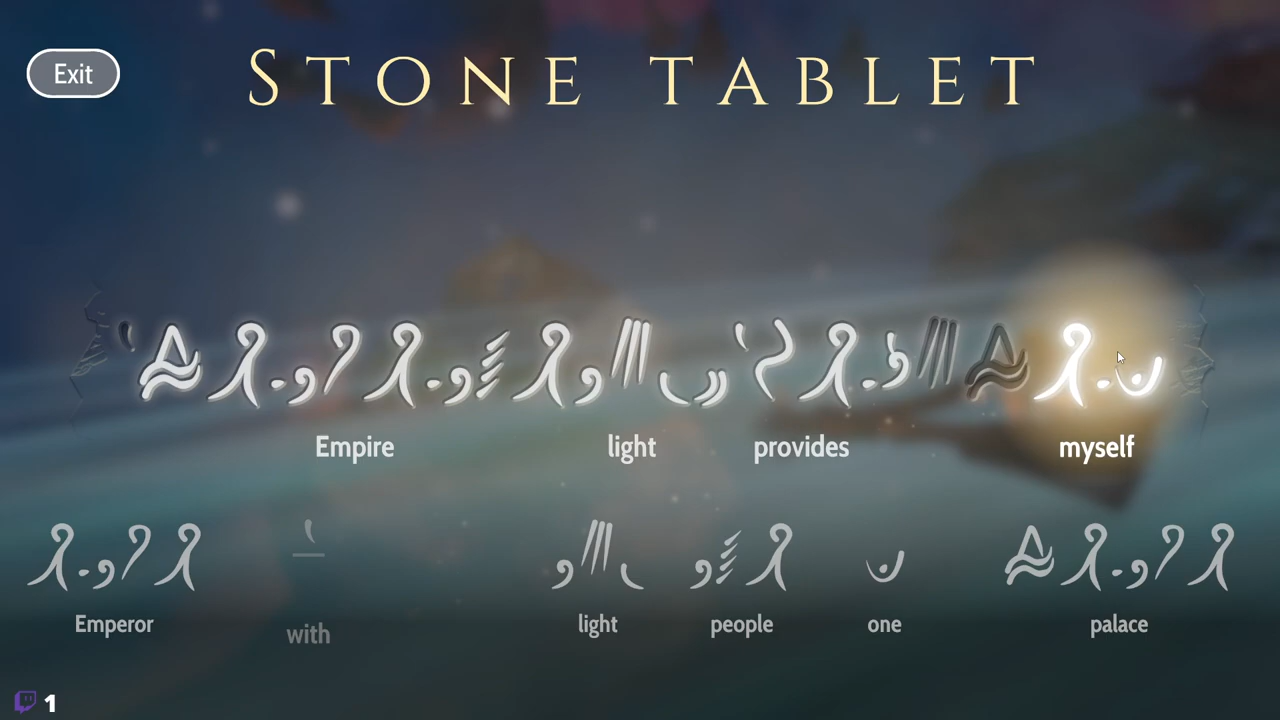 Exit
STONE TABLET
Empire light provides myself
Emperor with light people one palace
1